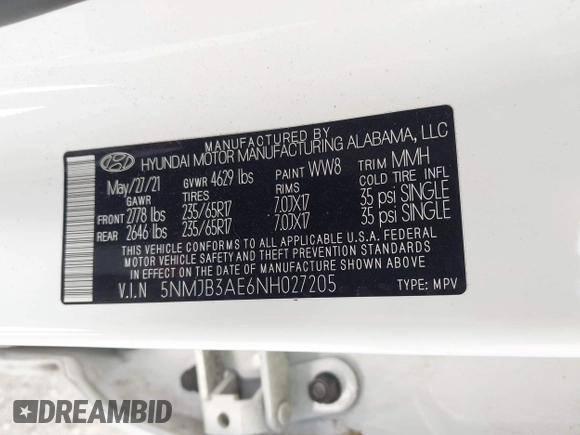 MANUFACTURED BY
HYUNDAI MOTOR MANUFACTURING ALABAMA, LLC
May/27/21 GVWR 4629 lbs PAINT WW8 TRIM MMH
GAWR TIRES RIMS COLD TIRE INFL
FRONT 2778 lbs 235/65R17 7.0JX17 35 psi SINGLE
REAR 2646 lbs 235/65R17 7.0JX17 35 psi SINGLE
THIS VEHICLE CONFORMS TO ALL APPLICABLE U.S.A. FEDERAL
MOTOR VEHICLE SAFETY AND THEFT PREVENTION STANDARDS
IN EFFECT ON THE DATE OF MANUFACTURE SHOWN ABOVE
V.I.N 5NMJB3AE6NH027205 TYPE: MPV
DREAMBID